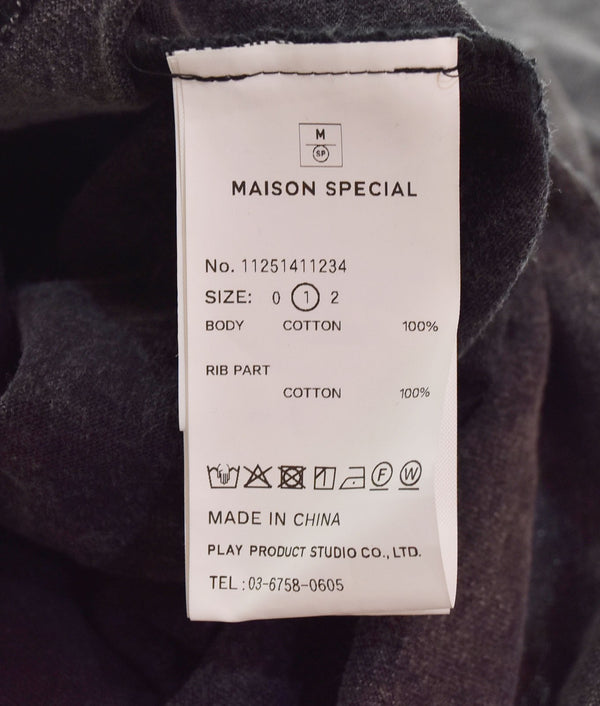 M
SP
MAISON SPECIAL
No. 11251411234
SIZE: 0 1 2
BODY COTTON 100%
RIB PART
COTTON 100%
F W
MADE IN CHINA
PLAY PRODUCT STUDIO CO., LTD.
TEL : 03-6758-0605